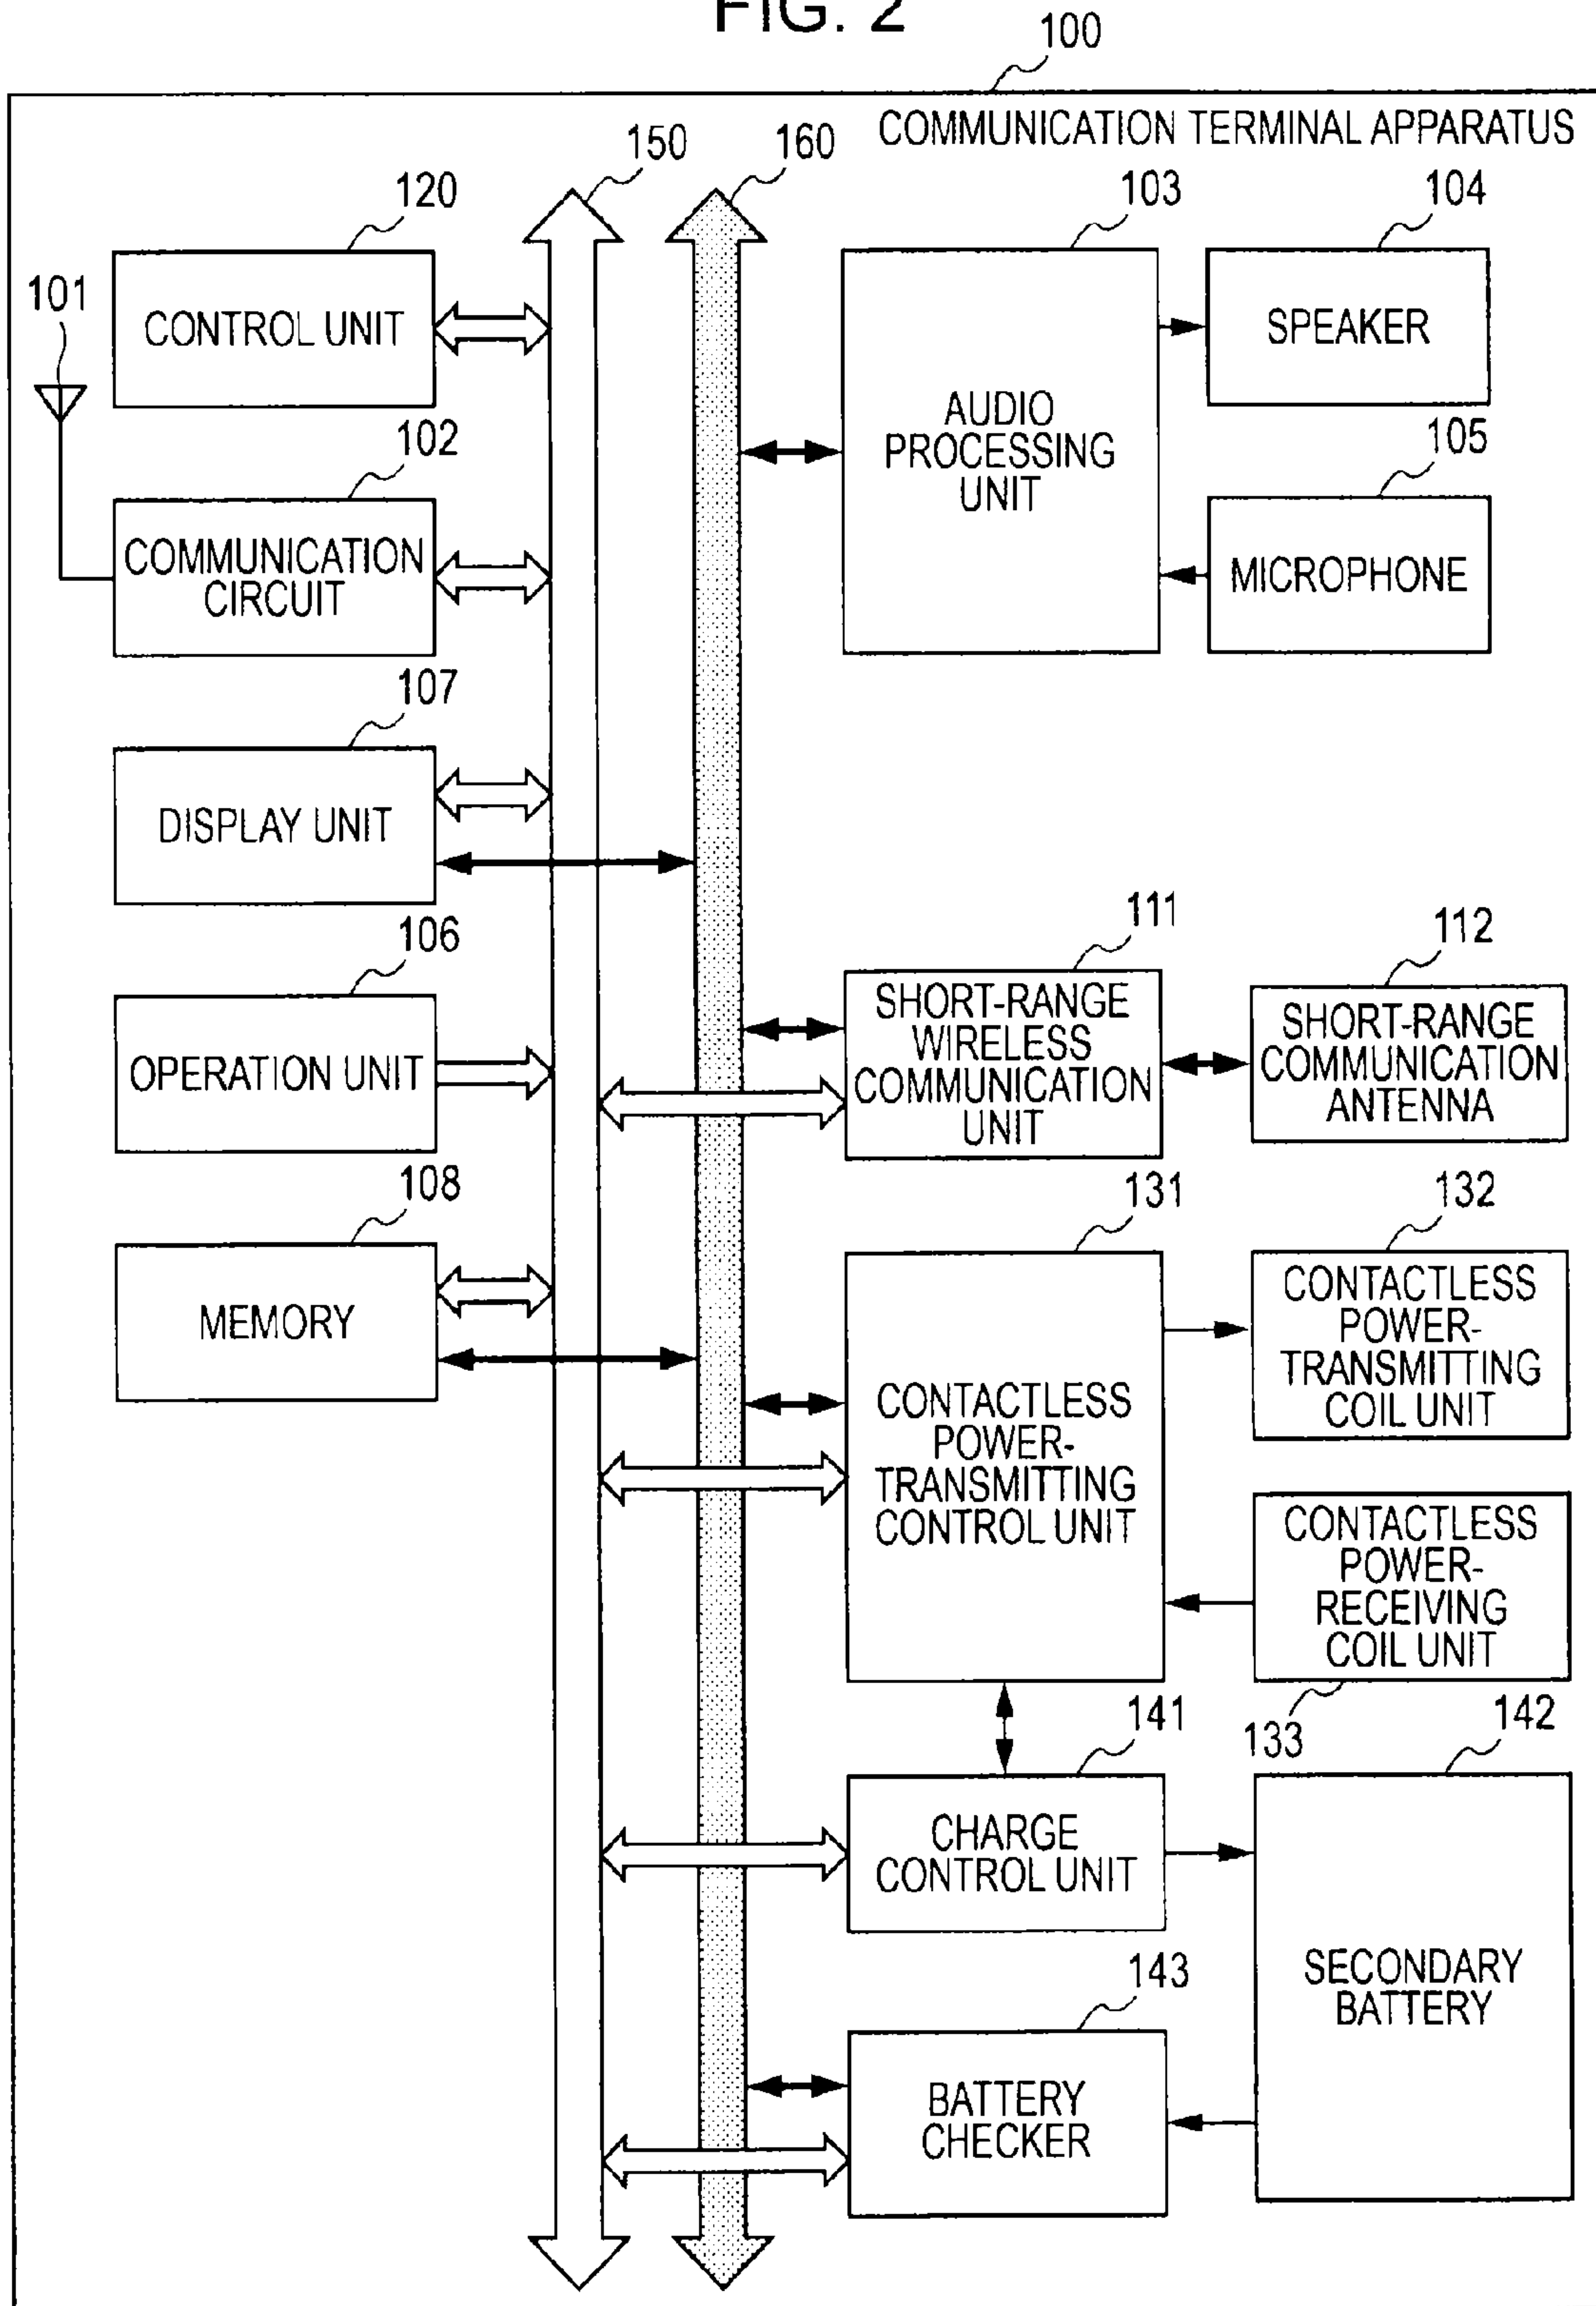 FIG. 2
100
COMMUNICATION TERMINAL APPARATUS
150
160
120
CONTROL UNIT
101
102
COMMUNICATION
CIRCUIT
107
DISPLAY UNIT
106
OPERATION UNIT
108
MEMORY
103
AUDIO
PROCESSING
UNIT
104
SPEAKER
105
MICROPHONE
111
SHORT-RANGE
WIRELESS
COMMUNICATION
UNIT
112
SHORT-RANGE
COMMUNICATION
ANTENNA
131
CONTACTLESS
POWER-
TRANSMITTING
CONTROL UNIT
132
CONTACTLESS
POWER-
TRANSMITTING
COIL UNIT
CONTACTLESS
POWER-
RECEIVING
COIL UNIT
133
141
CHARGE
CONTROL UNIT
142
SECONDARY
BATTERY
143
BATTERY
CHECKER